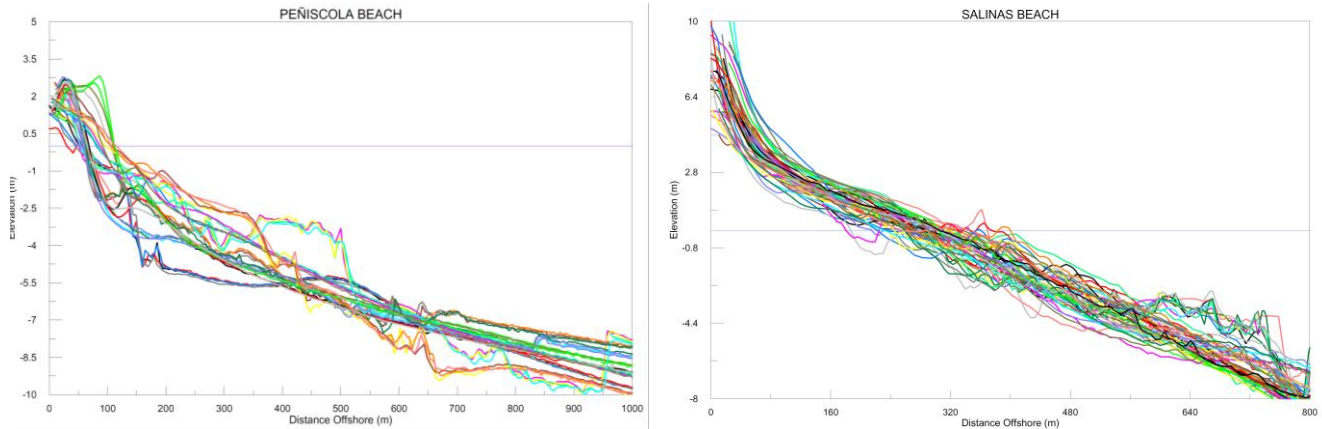 PEÑISCOLA BEACH
5
3.5
2
0.5
-1
-2.5
-4
-5.5
-7
-8.5
-10
Elevation (m)
0 100 200 300 400 500 600 700 800 900 1000
Distance Offshore (m)
SALINAS BEACH
10
6.4
2.8
-0.8
-4.4
-8
Elevation (m)
0 160 320 480 640 800
Distance Offshore (m)